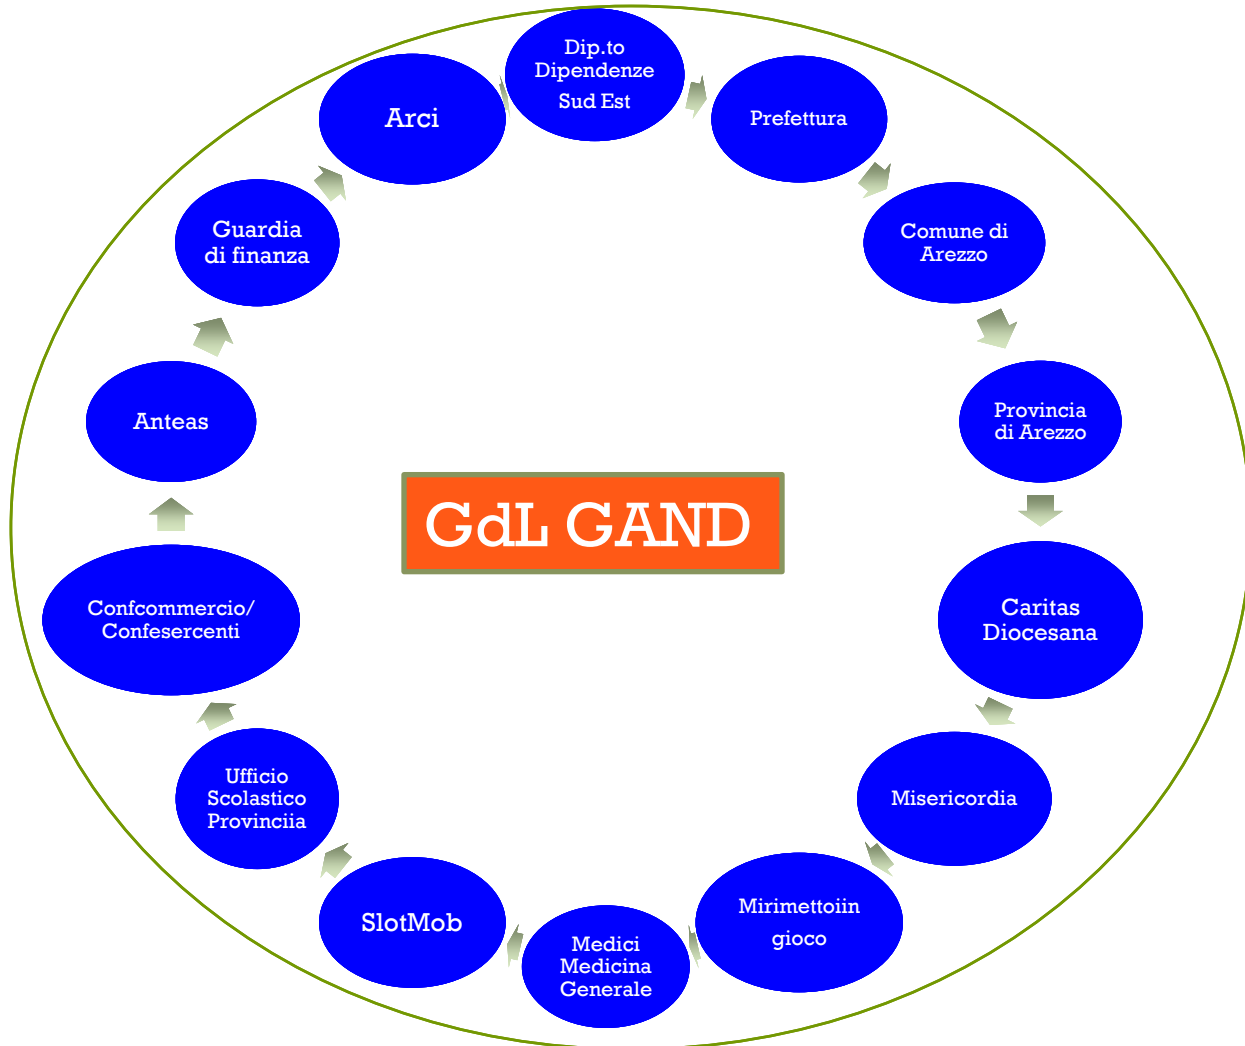 Dip.to
Dipendenze
Sud Est
Prefettura
Comune di
Arezzo
Provincia
di Arezzo
Caritas
Diocesana
Misericordia
Mirimettoiin
gioco
Medici
Medicina
Generale
SlotMob
Ufficio
Scolastico
Provinciia
Confcommercio/
Confesercenti
Anteas
Guardia
di finanza
Arci
GdL GAND